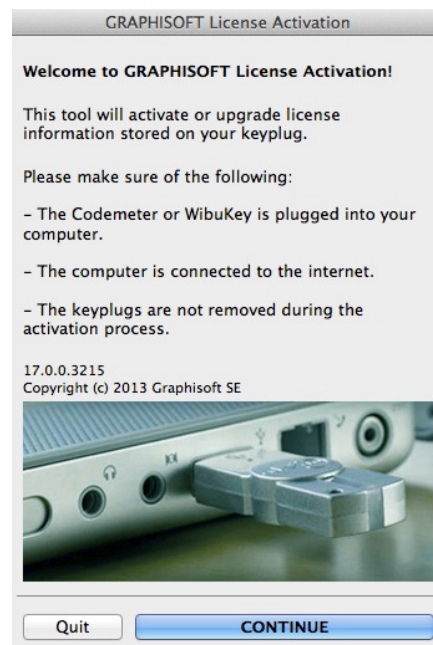 GRAPHISOFT License Activation
Welcome to GRAPHISOFT License Activation!
This tool will activate or upgrade license
information stored on your keyplug.
Please make sure of the following:
– The Codemeter or WibuKey is plugged into your
computer.
– The computer is connected to the internet.
– The keyplugs are not removed during the
activation process.
17.0.0.3215
Copyright (c) 2013 Graphisoft SE
Quit
CONTINUE